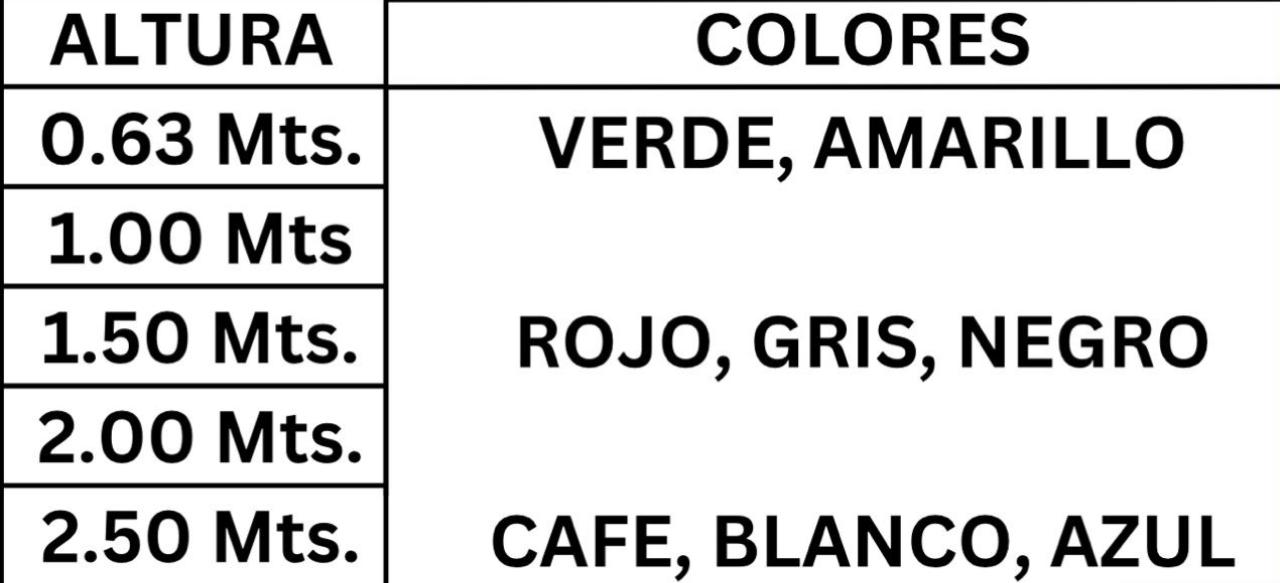 ALTURA COLORES
0.63 Mts. VERDE, AMARILLO
1.00 Mts
1.50 Mts. ROJO, GRIS, NEGRO
2.00 Mts.
2.50 Mts. CAFE, BLANCO, AZUL